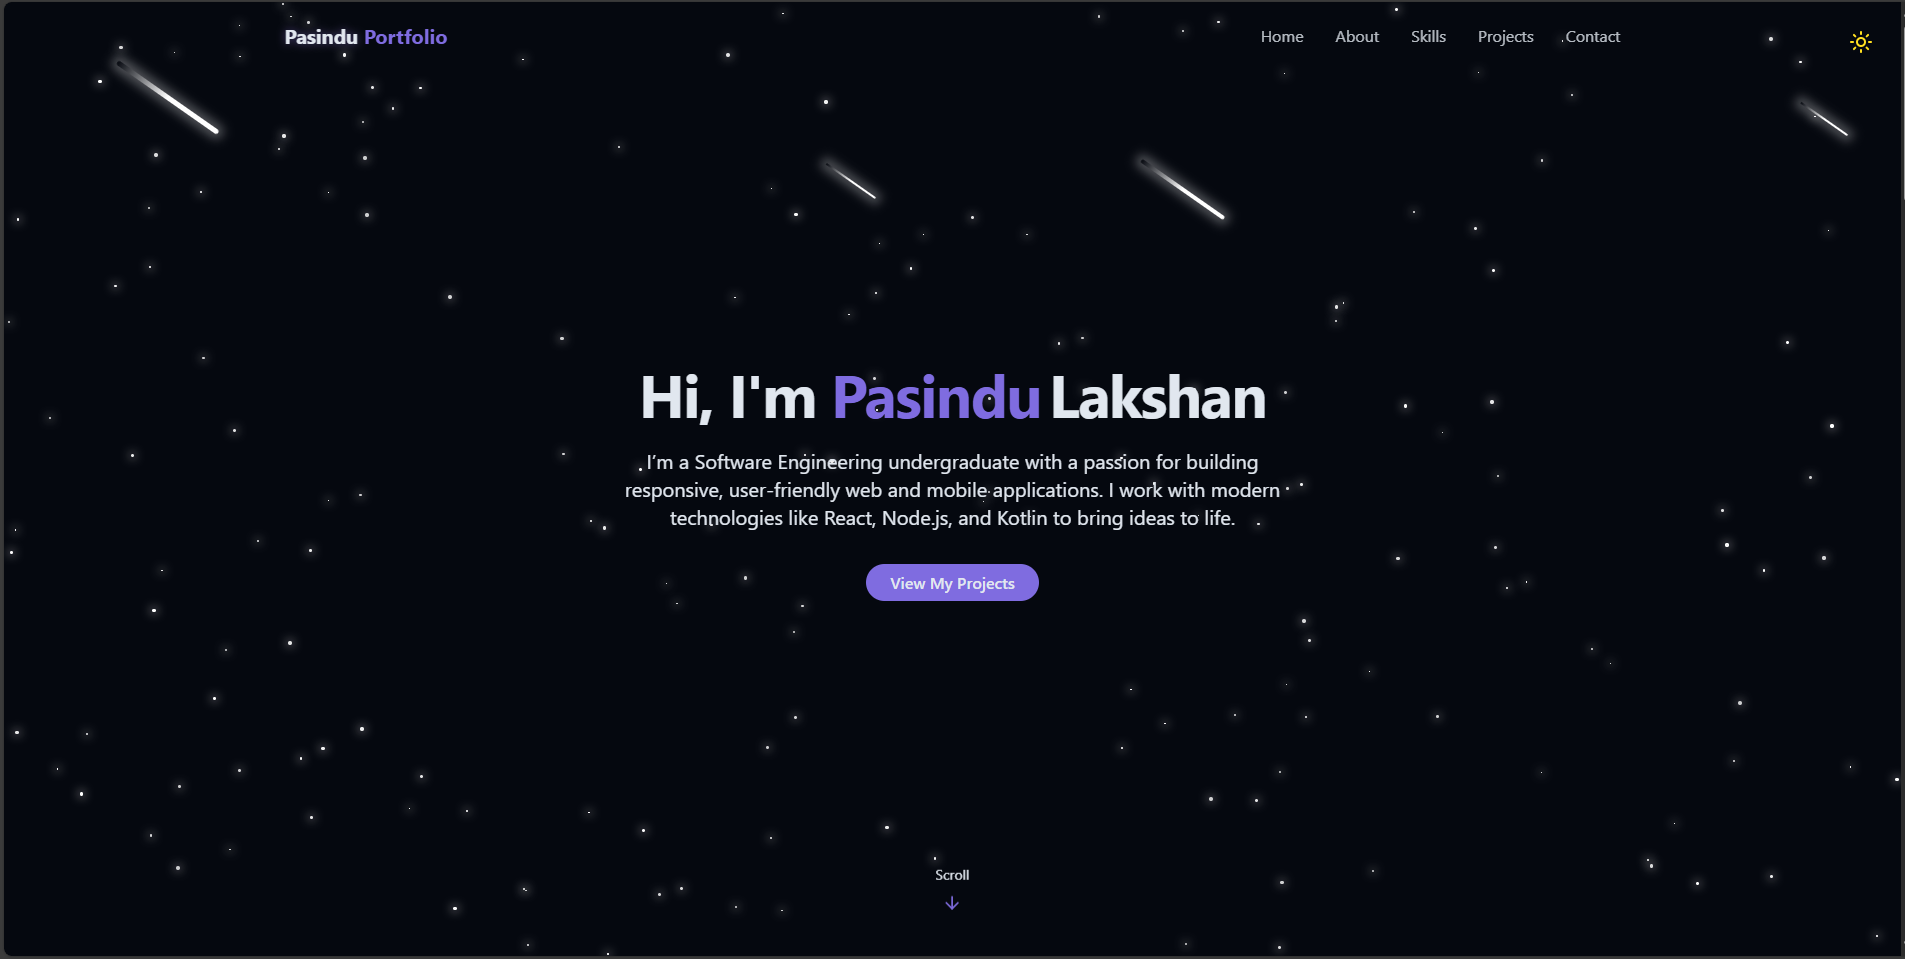 Pasindu Portfolio
Home About Skills Projects Contact
Hi, I'm Pasindu Lakshan
I’m a Software Engineering undergraduate with a passion for building
responsive, user-friendly web and mobile applications. I work with modern
technologies like React, Node.js, and Kotlin to bring ideas to life.
View My Projects
Scroll